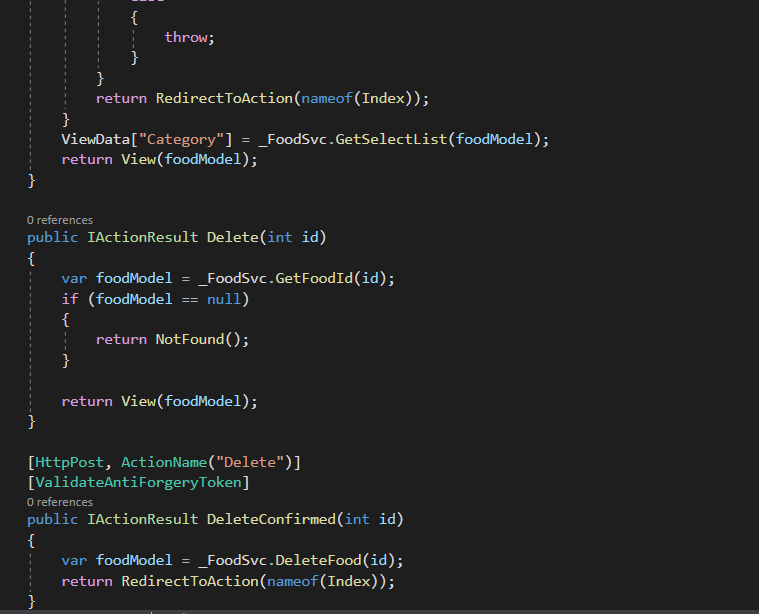 {
throw;
}
}
return RedirectToAction(nameof(Index));
}
ViewData["Category"] = _FoodSvc.GetSelectList(foodModel);
return View(foodModel);
}
0 references
public IActionResult Delete(int id)
{
var foodModel = _FoodSvc.GetFoodId(id);
if (foodModel == null)
{
return NotFound();
}
return View(foodModel);
}
[HttpPost, ActionName("Delete")]
[ValidateAntiForgeryToken]
0 references
public IActionResult DeleteConfirmed(int id)
{
var foodModel = _FoodSvc.DeleteFood(id);
return RedirectToAction(nameof(Index));
}